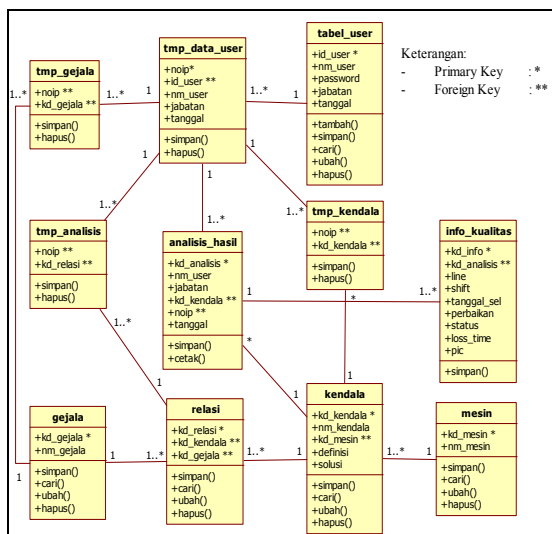 tabel_user
+id_user *
+nm_user
+password
+jabatan
+tanggal
+tambah()
+simpan()
+cari()
+ubah()
+hapus()
Keterangan:
- Primary Key : *
- Foreign Key : **
tmp_data_user
+noip*
+id_user **
+nm_user
+jabatan
+tanggal
+simpan()
+hapus()
1..*
1
tmp_gejala
+noip **
+kd_gejala **
+simpan()
+hapus()
1..*
1..*
1
1
1
1
1..*
1..*
1..*
tmp_analisis
+noip **
+kd_relasi **
+simpan()
+hapus()
analisis_hasil
+kd_analisis *
+nm_user
+jabatan
+kd_kendala **
+noip **
+tanggal
+simpan()
+cetak()
tmp_kendala
+noip **
+kd_kendala **
+simpan()
+hapus()
info_kualitas
+kd_info *
+kd_analisis **
+line
+shift
+tanggal_sel
+perbaikan
+status
+loss_time
+pic
+simpan()
1
1..*
*
1..*
*
1
1
1
gejala
+kd_gejala *
+nm_gejala
+simpan()
+cari()
+ubah()
+hapus()
1
1
1..*
relasi
+kd_relasi *
+kd_kendala **
+kd_gejala **
+simpan()
+cari()
+ubah()
+hapus()
1..*
1
kendala
+kd_kendala *
+nm_kendala
+kd_mesin **
+definisi
+solusi
+simpan()
+cari()
+ubah()
+hapus()
1..*
1
mesin
+kd_mesin *
+nm_mesin
+simpan()
+cari()
+ubah()
+hapus()